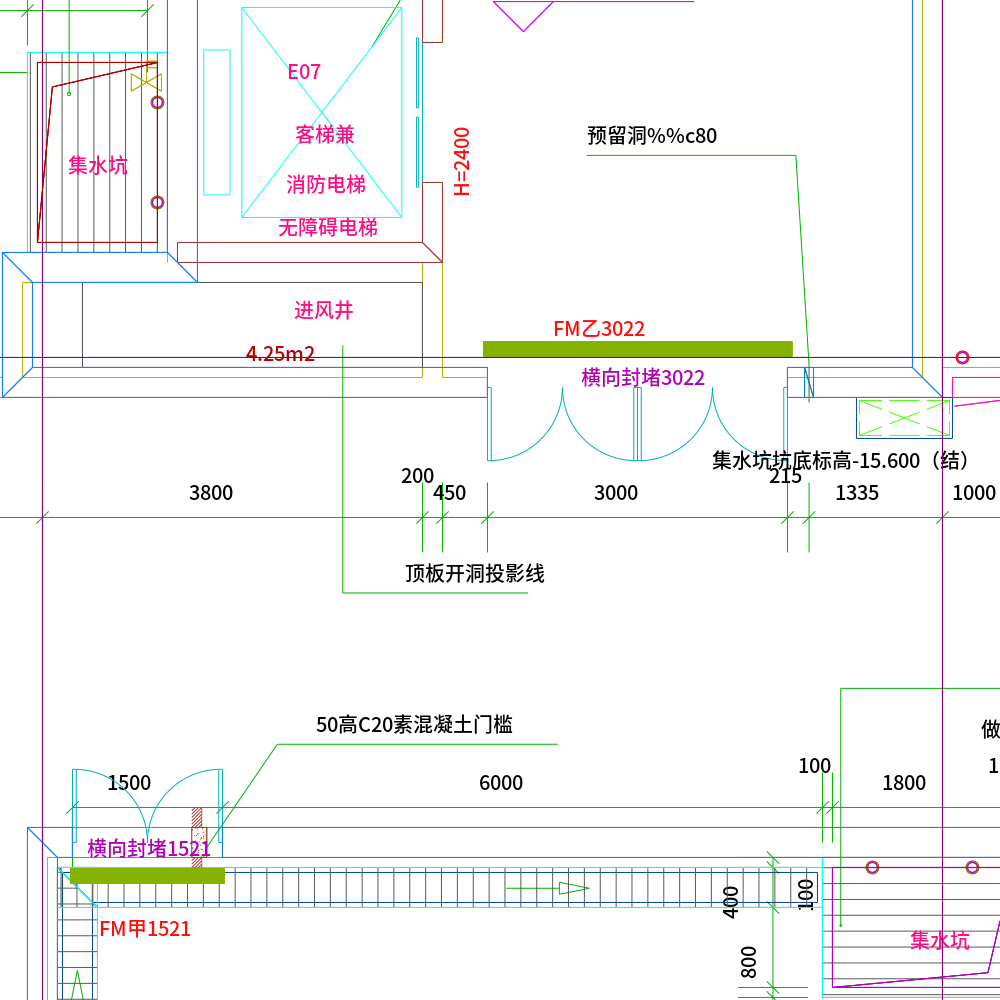 E07
客梯兼
消防电梯
无障碍电梯
H=2400
集水坑
预留洞%%c80
进风井
4.25m2
FM乙3022
横向封堵3022
集水坑坑底标高-15.600（结）
3800
200
450
3000
215
1335
1000
顶板开洞投影线
50高C20素混凝土门槛
做
1500
6000
100
1800
1
横向封堵1521
FM甲1521
400
100
800
集水坑